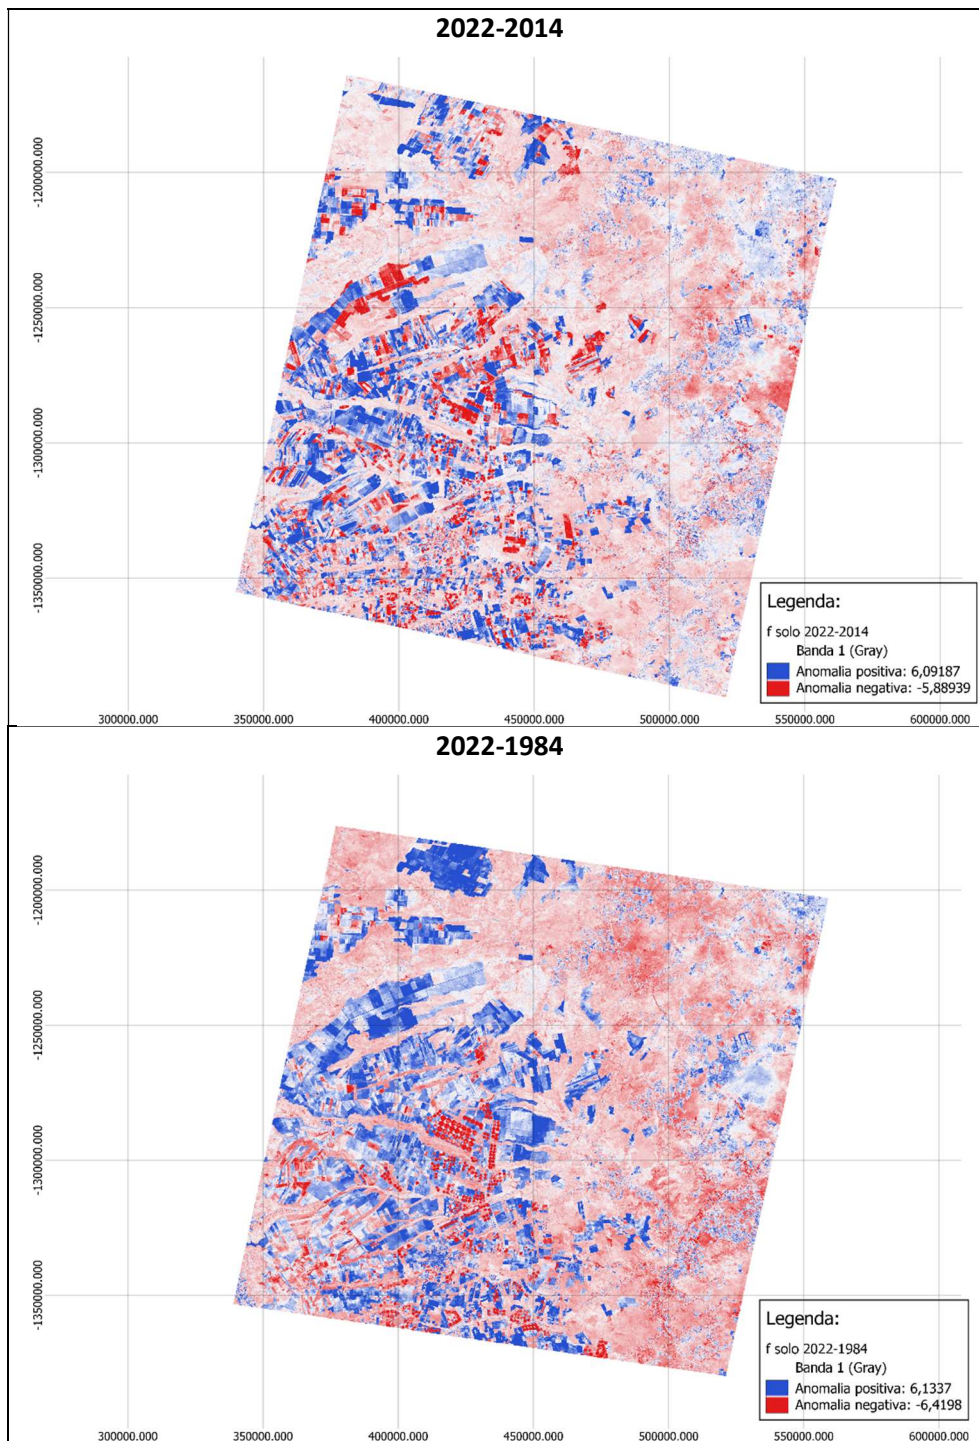 2022-2014
-1200000.000
-1250000.000
-1300000.000
-1350000.000
Legenda:
f solo 2022-2014
Banda 1 (Gray)
Anomalia positiva: 6,09187
Anomalia negativa: -5,88939
300000.000 350000.000 400000.000 450000.000 500000.000 550000.000 600000.000
2022-1984
-1200000.000
-1250000.000
-1300000.000
-1350000.000
Legenda:
f solo 2022-1984
Banda 1 (Gray)
Anomalia positiva: 6,1337
Anomalia negativa: -6,4198
300000.000 350000.000 400000.000 450000.000 500000.000 550000.000 600000.000